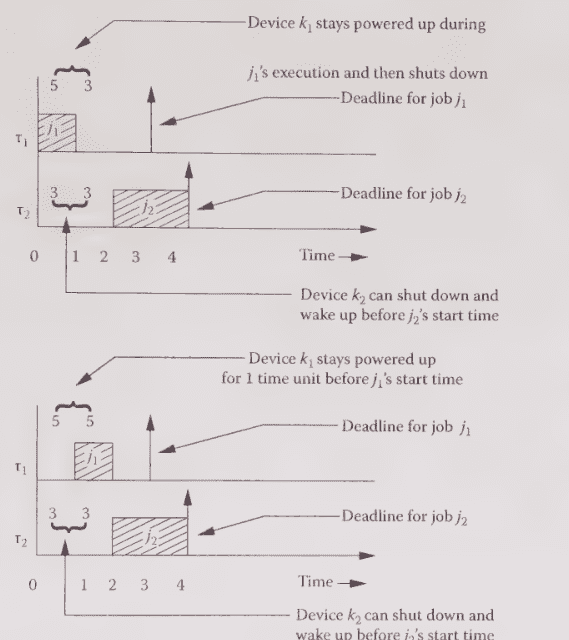 Device k₁ stays powered up during
5 3
j₁'s execution and then shuts down
Deadline for job j₁
τ₁
j₁
3 3
Deadline for job j₂
τ₂
j₂
0 1 2 3 4
Time
Device k₂ can shut down and
wake up before j₂'s start time
Device k₁ stays powered up
for 1 time unit before j₁'s start time
5 5
Deadline for job j₁
τ₁
j₁
3 3
Deadline for job j₂
τ₂
j₂
0 1 2 3 4
Time
Device k₂ can shut down and
wake up before j₂'s start time